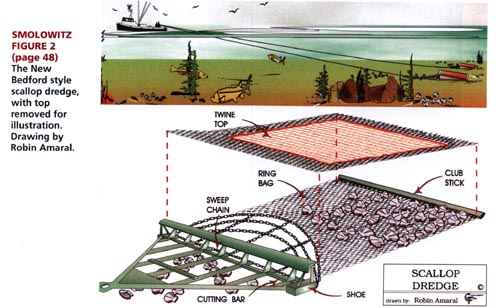 SMOLOWITZ
FIGURE 2
(page 48)
The New
Bedford style
scallop dredge,
with top
removed for
illustration.
Drawing by
Robin Amaral.
TWINE
TOP
RING
BAG
CLUB
STICK
SWEEP
CHAIN
CUTTING BAR
SHOE
SCALLOP
DREDGE
drawn by: Robin Amaral